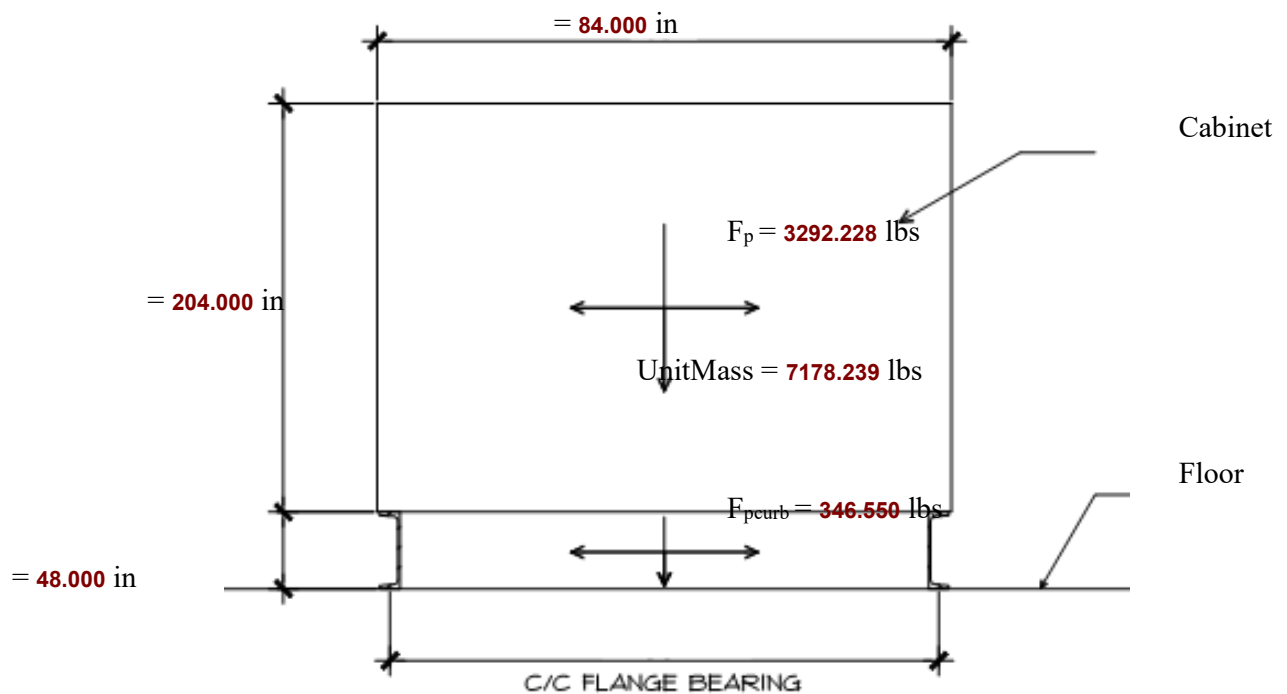 = 84.000 in
Cabinet
Fp = 3292.228 lbs
= 204.000 in
UnitMass = 7178.239 lbs
Floor
Fpcurb = 346.550 lbs
= 48.000 in
C/C FLANGE BEARING